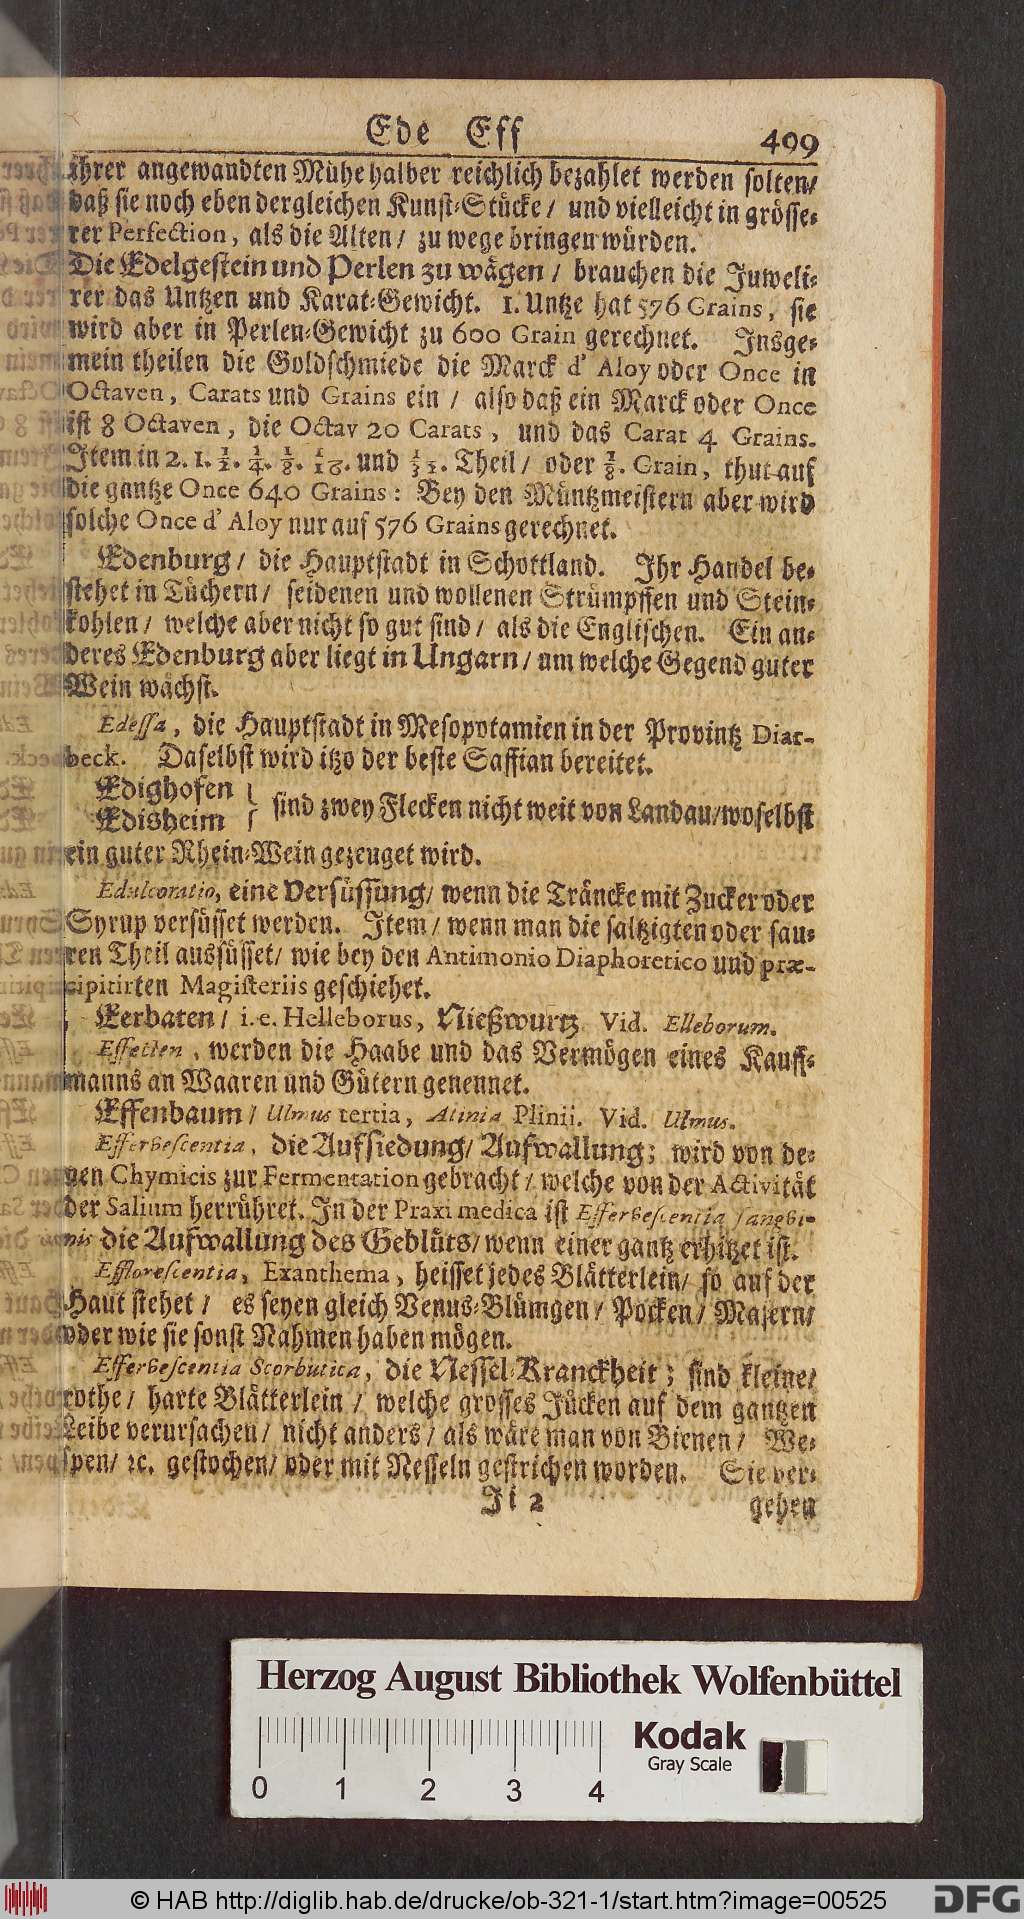 Ede Eff 499
ihrer angewandten Mühe halber reichlich bezahlet werden solten/
daß sie noch eben dergleichen Kunst-Stücke / und vielleicht in grösse-
rer Perfection, als die Alten / zu wege bringen würden.
Die Edelgestein und Perlen zu wägen / brauchen die Juweli-
rer das Untzen und Karat-Gewicht. 1. Untze hat 576 Grains, sie
wird aber in Perlen-Gewicht zu 600 Grain gerechnet. Insge-
mein theilen die Goldschmiede die Marck d' Aloy oder Once in
Octaven, Carats und Grains ein / also daß ein Marck oder Once
ist 8 Octaven, die Octav 20 Carats, und das Carat 4 Grains.
Item in 2. 1. ½. ¼. ⅛. 1/16. und 1/32. Theil / oder ⅛. Grain, thut auf
die gantze Once 640 Grains: Bey den Müntzmeistern aber wird
solche Once d' Aloy nur auf 576 Grains gerechnet.
Edenburg / die Hauptstadt in Schottland. Ihr Handel be-
stehet in Tüchern / seidenen und wollenen Strümpffen und Stein-
kohlen / welche aber nicht so gut sind / als die Englischen. Ein an-
deres Edenburg aber liegt in Ungarn / um welche Gegend guter
Wein wächst.
Edessa, die Hauptstadt in Mesopotamien in der Provintz Diar-
beck. Daselbst wird itzo der beste Saffian bereitet.
Edighofen
Edisheim } sind zwey Flecken nicht weit von Landau/ woselbst
ein guter Rhein-Wein gezeuget wird.
Edulcoratio, eine Versüssung/ wenn die Träncke mit Zucker oder
Syrup versüsset werden. Item / wenn man die saltzigten oder sau-
ren Theil aussüsset/ wie bey den Antimonio Diaphoretico und præ-
cipitirten Magisteriis geschiehet.
Eerbaten / i. e. Helleborus, Nießwurtz Vid. Elleborum.
Effecten, werden die Haabe und das Vermögen eines Kauff-
manns an Waaren und Gütern genennet.
Effenbaum / Ulmus tertia, Atinia Plinii. Vid. Ulmus.
Effervescentia, die Aufsiedung/ Aufwallung; wird von de-
nen Chymicis zur Fermentation gebracht / welche von der Activität
der Salium herrühret. In der Praxi medica ist Effervescentia sangvi-
nis die Aufwallung des Geblüts/ wenn einer gantz erhitzet ist.
Efflorescentia, Exanthema, heisset jedes Blätterlein/ so auf der
Haut stehet / es seyen gleich Venus-Blümgen / Pocken / Masern/
oder wie sie sonst Nahmen haben mögen.
Effervescentia Scorbutica, die Nessel-Kranckheit; sind kleine/
rothe / harte Blätterlein / welche grosses Jücken auf dem gantzen
Leibe verursachen / nicht anders / als wäre man von Bienen / We-
spen/ ꝛc. gestochen/ oder mit Nesseln gestrichen worden. Sie ver-
Ii 2 gehen
Herzog August Bibliothek Wolfenbüttel
Kodak
Gray Scale
0 1 2 3 4
© HAB http://diglib.hab.de/drucke/ob-321-1/start.htm?image=00525
DFG